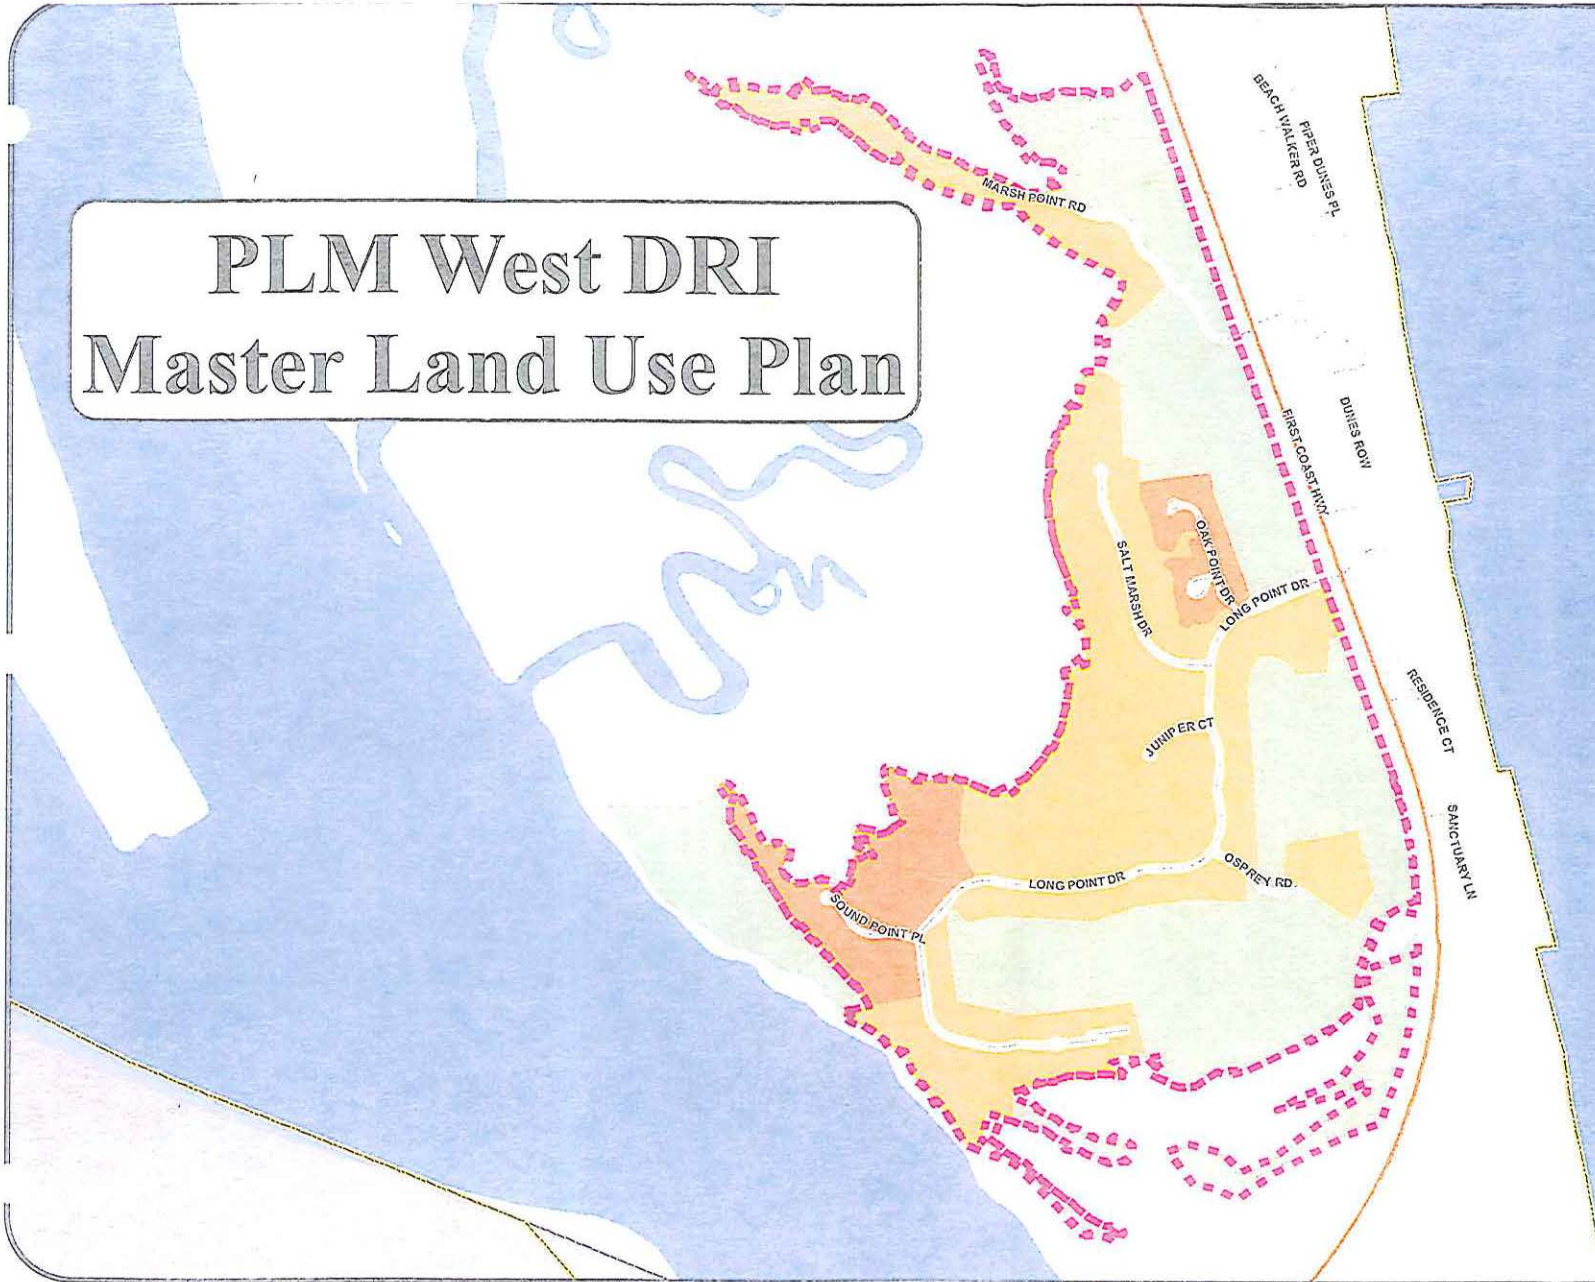 PLM West DRI
Master Land Use Plan
BEACH WALKER RD
PIPER DUNES PL
MARSH POINT RD
DUNES ROW
FIRST COAST HWY
OAK POINT DR
SALT MARSH DR
LONG POINT DR
RESIDENCE CT
JUNIPER CT
SANCTUARY LN
OSPREY RD
LONG POINT DR
SOUND POINT PL